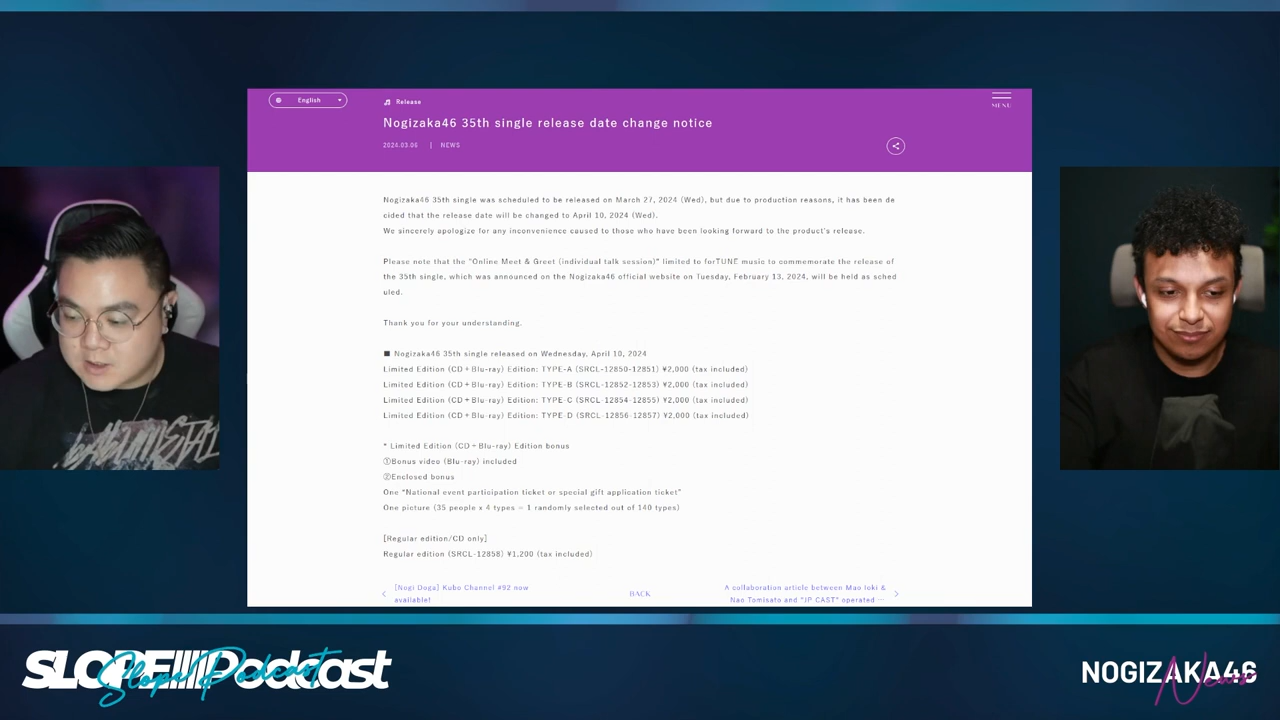 English
Release
MENU
Nogizaka46 35th single release date change notice
2024.03.06 | NEWS
Nogizaka46 35th single was scheduled to be released on March 27, 2024 (Wed), but due to production reasons, it has been de
cided that the release date will be changed to April 10, 2024 (Wed).
We sincerely apologize for any inconvenience caused to those who have been looking forward to the product's release.
Please note that the "Online Meet & Greet (individual talk session)" limited to forTUNE music to commemorate the release of
the 35th single, which was announced on the Nogizaka46 official website on Tuesday, February 13, 2024, will be held as sched
uled.
Thank you for your understanding.
■ Nogizaka46 35th single released on Wednesday, April 10, 2024
Limited Edition (CD+Blu-ray) Edition: TYPE-A (SRCL-12850-12851) ¥2,000 (tax included)
Limited Edition (CD+Blu-ray) Edition: TYPE-B (SRCL-12852-12853) ¥2,000 (tax included)
Limited Edition (CD+Blu-ray) Edition: TYPE-C (SRCL-12854-12855) ¥2,000 (tax included)
Limited Edition (CD+Blu-ray) Edition: TYPE-D (SRCL-12856-12857) ¥2,000 (tax included)
* Limited Edition (CD+Blu-ray) Edition bonus
①Bonus video (Blu-ray) included
②Enclosed bonus
One "National event participation ticket or special gift application ticket"
One picture (35 people x 4 types = 1 randomly selected out of 140 types)
[Regular edition/CD only]
Regular edition (SRCL-12858) ¥1,200 (tax included)
[Nogi Doga] Kubo Channel #92 now
available!
BACK
A collaboration article between Mao Ioki &
Nao Tomisato and "JP CAST" operated …
SLOPE Podcast
Slope Podcast
NOGIZAKA46
News